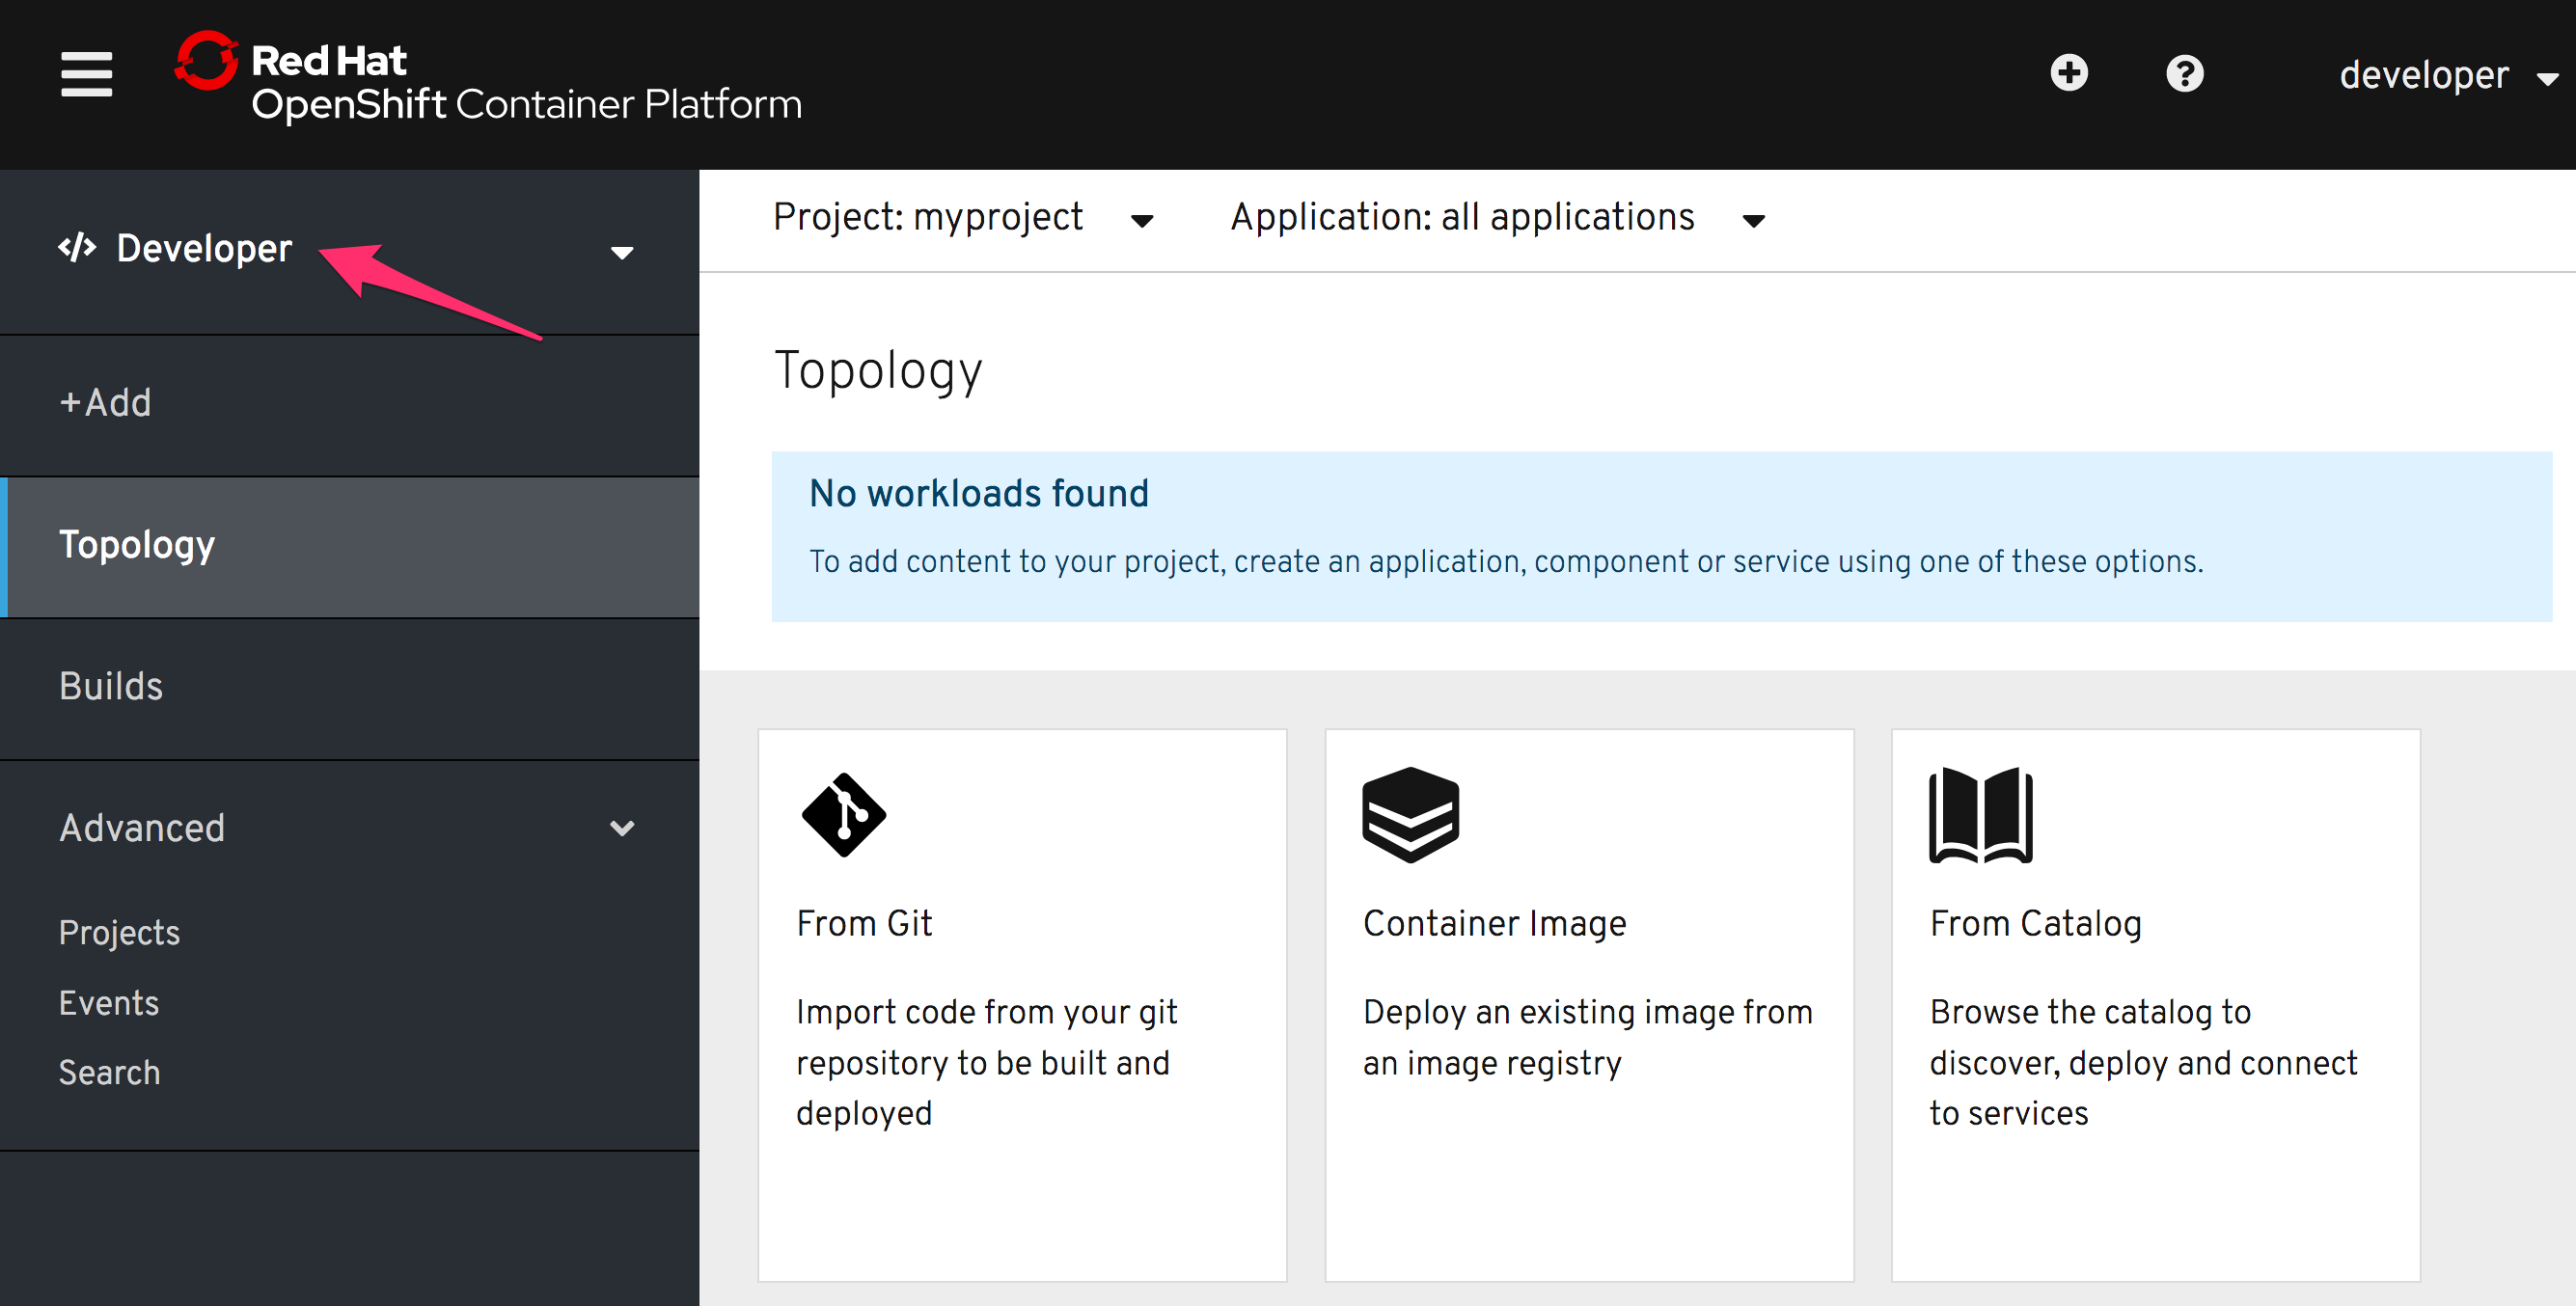 Red Hat
OpenShift Container Platform
developer
Developer
+Add
Topology
Builds
Advanced
Projects
Events
Search
Project: myproject
Application: all applications
Topology
No workloads found
To add content to your project, create an application, component or service using one of these options.
From Git
Import code from your git
repository to be built and
deployed
Container Image
Deploy an existing image from
an image registry
From Catalog
Browse the catalog to
discover, deploy and connect
to services